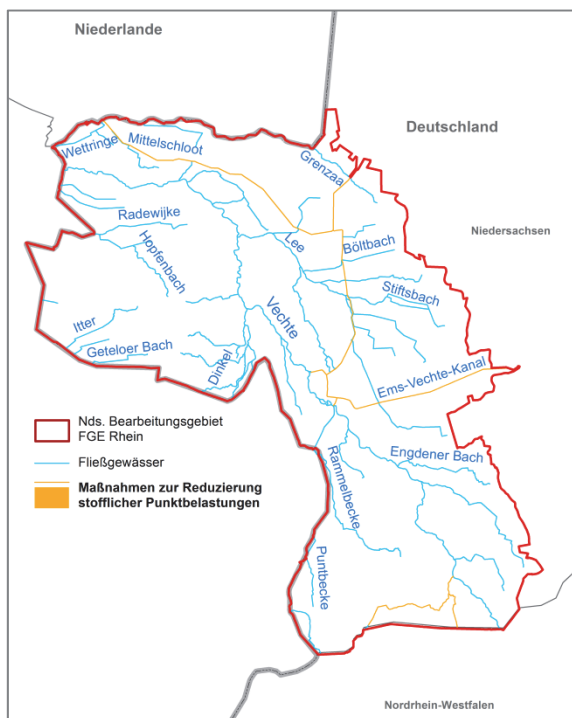 Niederlande
Deutschland
Wettringe
Mittelschloot
Grenzaa
Radewijke
Niedersachsen
Hopfenbach
Lee
Böltbach
Stiftsbach
Vechte
Itter
Geteloer Bach
Dinkel
Ems-Vechte-Kanal
Nds. Bearbeitungsgebiet
FGE Rhein
Fließgewässer
Maßnahmen zur Reduzierung
stofflicher Punktbelastungen
Engdener Bach
Rammelbecke
Puntbecke
Nordrhein-Westfalen